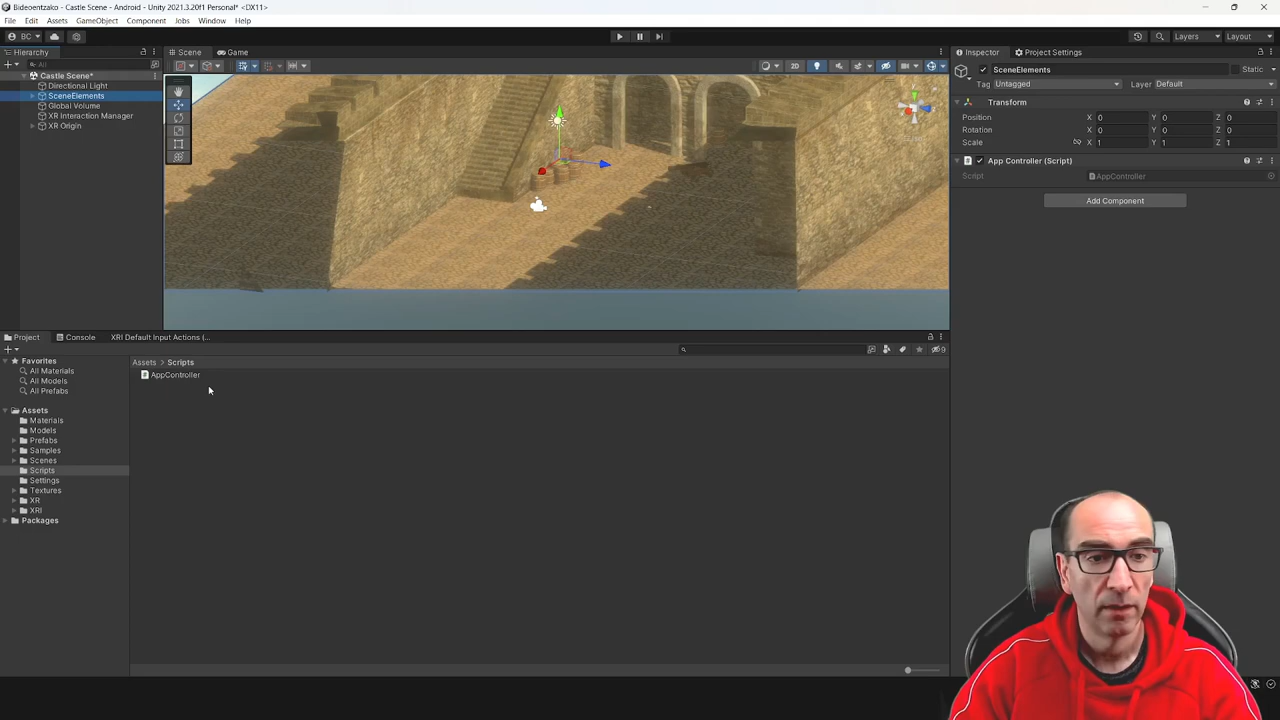 Bideoentzako - Castle Scene - Android - Unity 2021.3.20f1 Personal* <DX11>
File Edit Assets GameObject Component Jobs Window Help
BC Layers Layout
Hierarchy
All
Castle Scene*
Directional Light
SceneElements
Global Volume
XR Interaction Manager
XR Origin
Scene Game
2D
y
Inspector Project Settings
SceneElements Static
Tag Untagged Layer Default
Transform
Position X 0 Y 0 Z 0
Rotation X 0 Y 0 Z 0
Scale X 1 Y 1 Z 1
App Controller (Script)
Script AppController
Add Component
Project Console XRI Default Input Actions (...
9
Favorites
All Materials
All Models
All Prefabs
Assets
Materials
Models
Prefabs
Samples
Scenes
Scripts
Settings
Textures
XR
XRI
Packages
Assets > Scripts
AppController